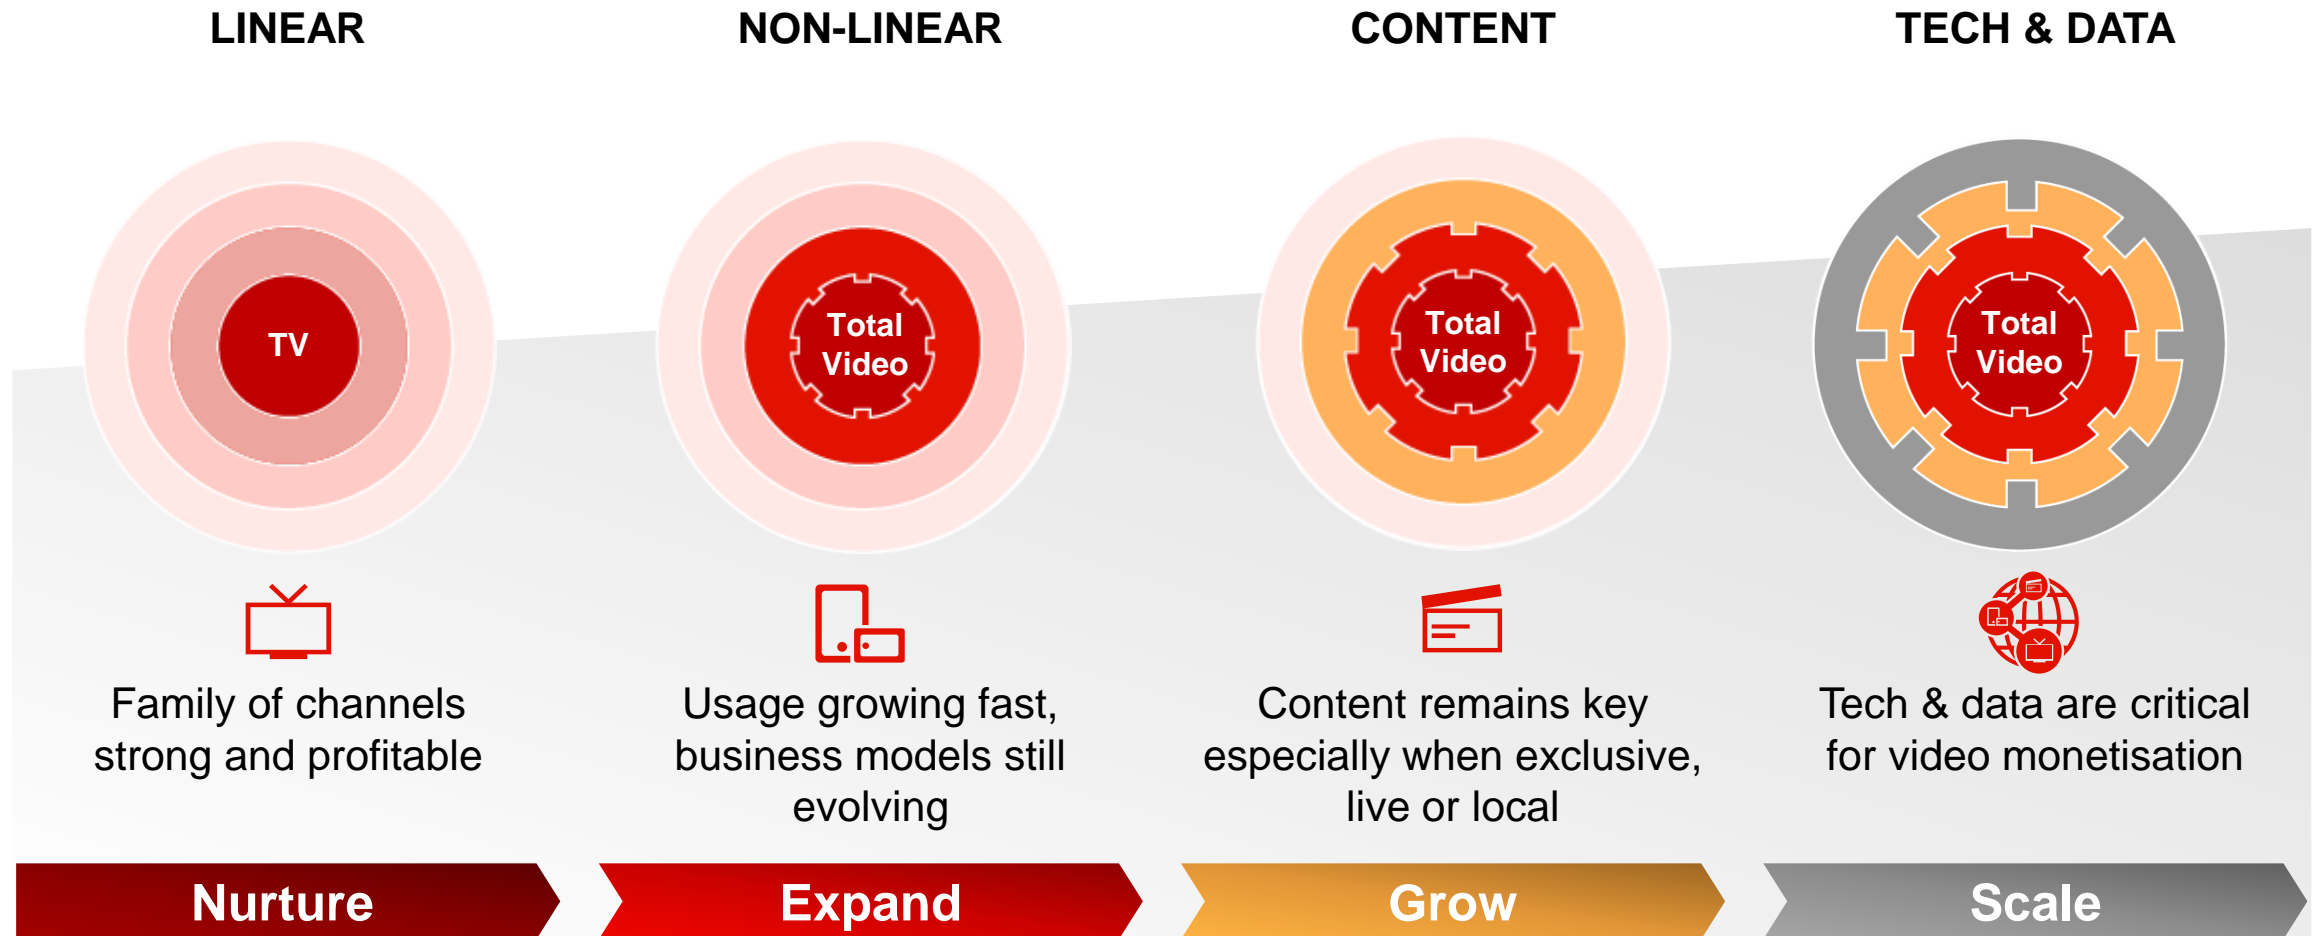 LINEAR
NON-LINEAR
CONTENT
TECH & DATA
TV
Total
Video
Total
Video
Total
Video
Family of channels
strong and profitable
Usage growing fast,
business models still
evolving
Content remains key
especially when exclusive,
live or local
Tech & data are critical
for video monetisation
Nurture
Expand
Grow
Scale